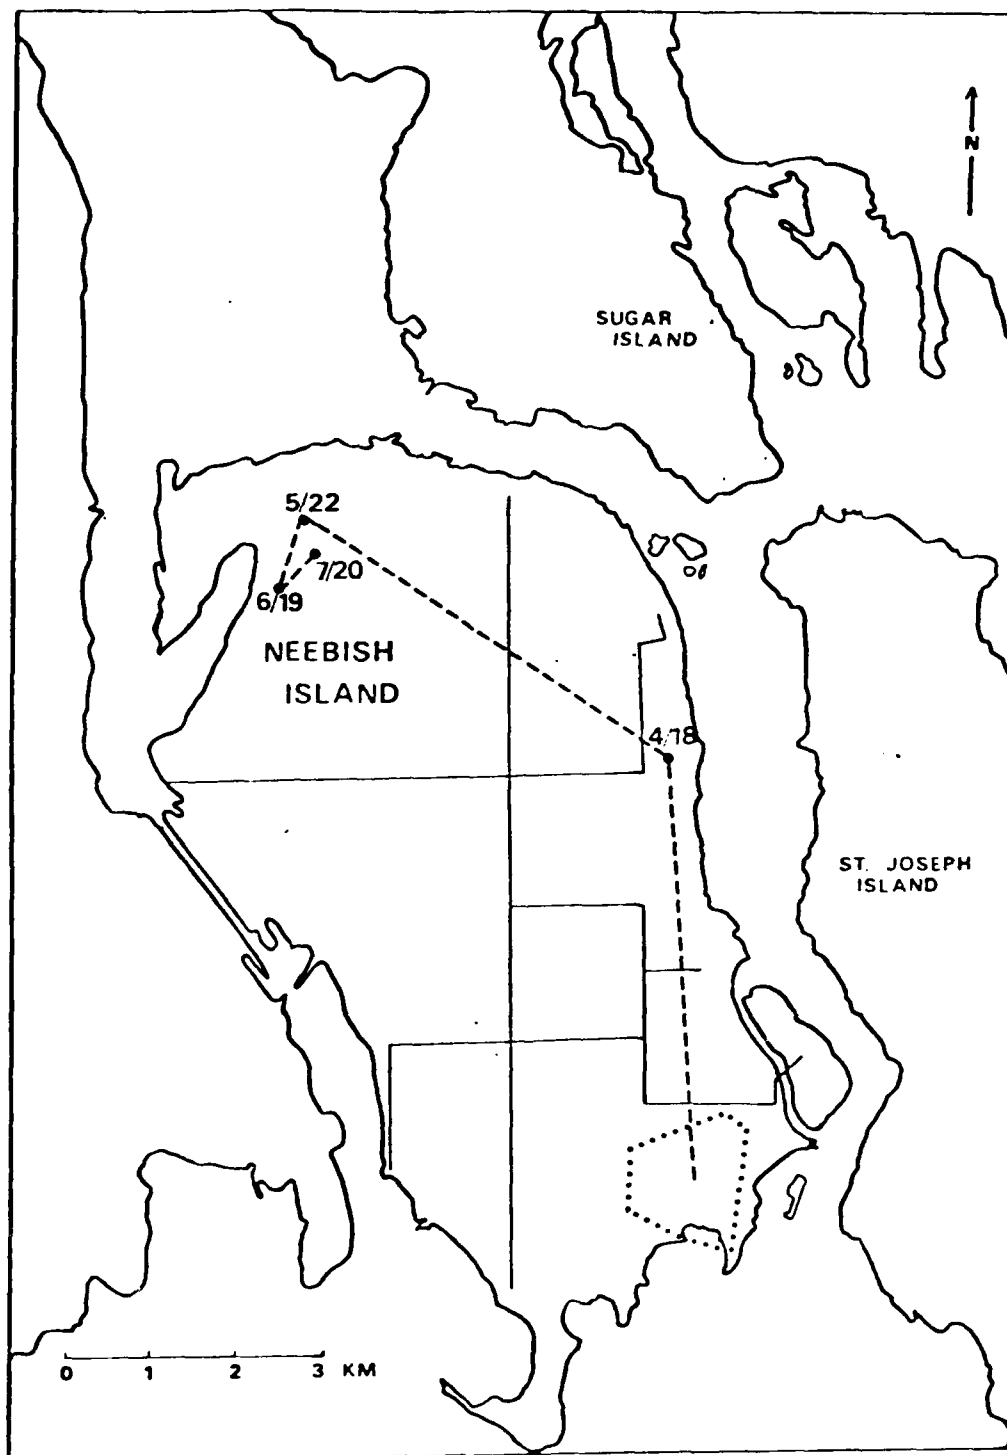 N
SUGAR
ISLAND
5/22
7/20
6/19
NEEBISH
ISLAND
4/18
ST. JOSEPH
ISLAND
0 1 2 3 KM